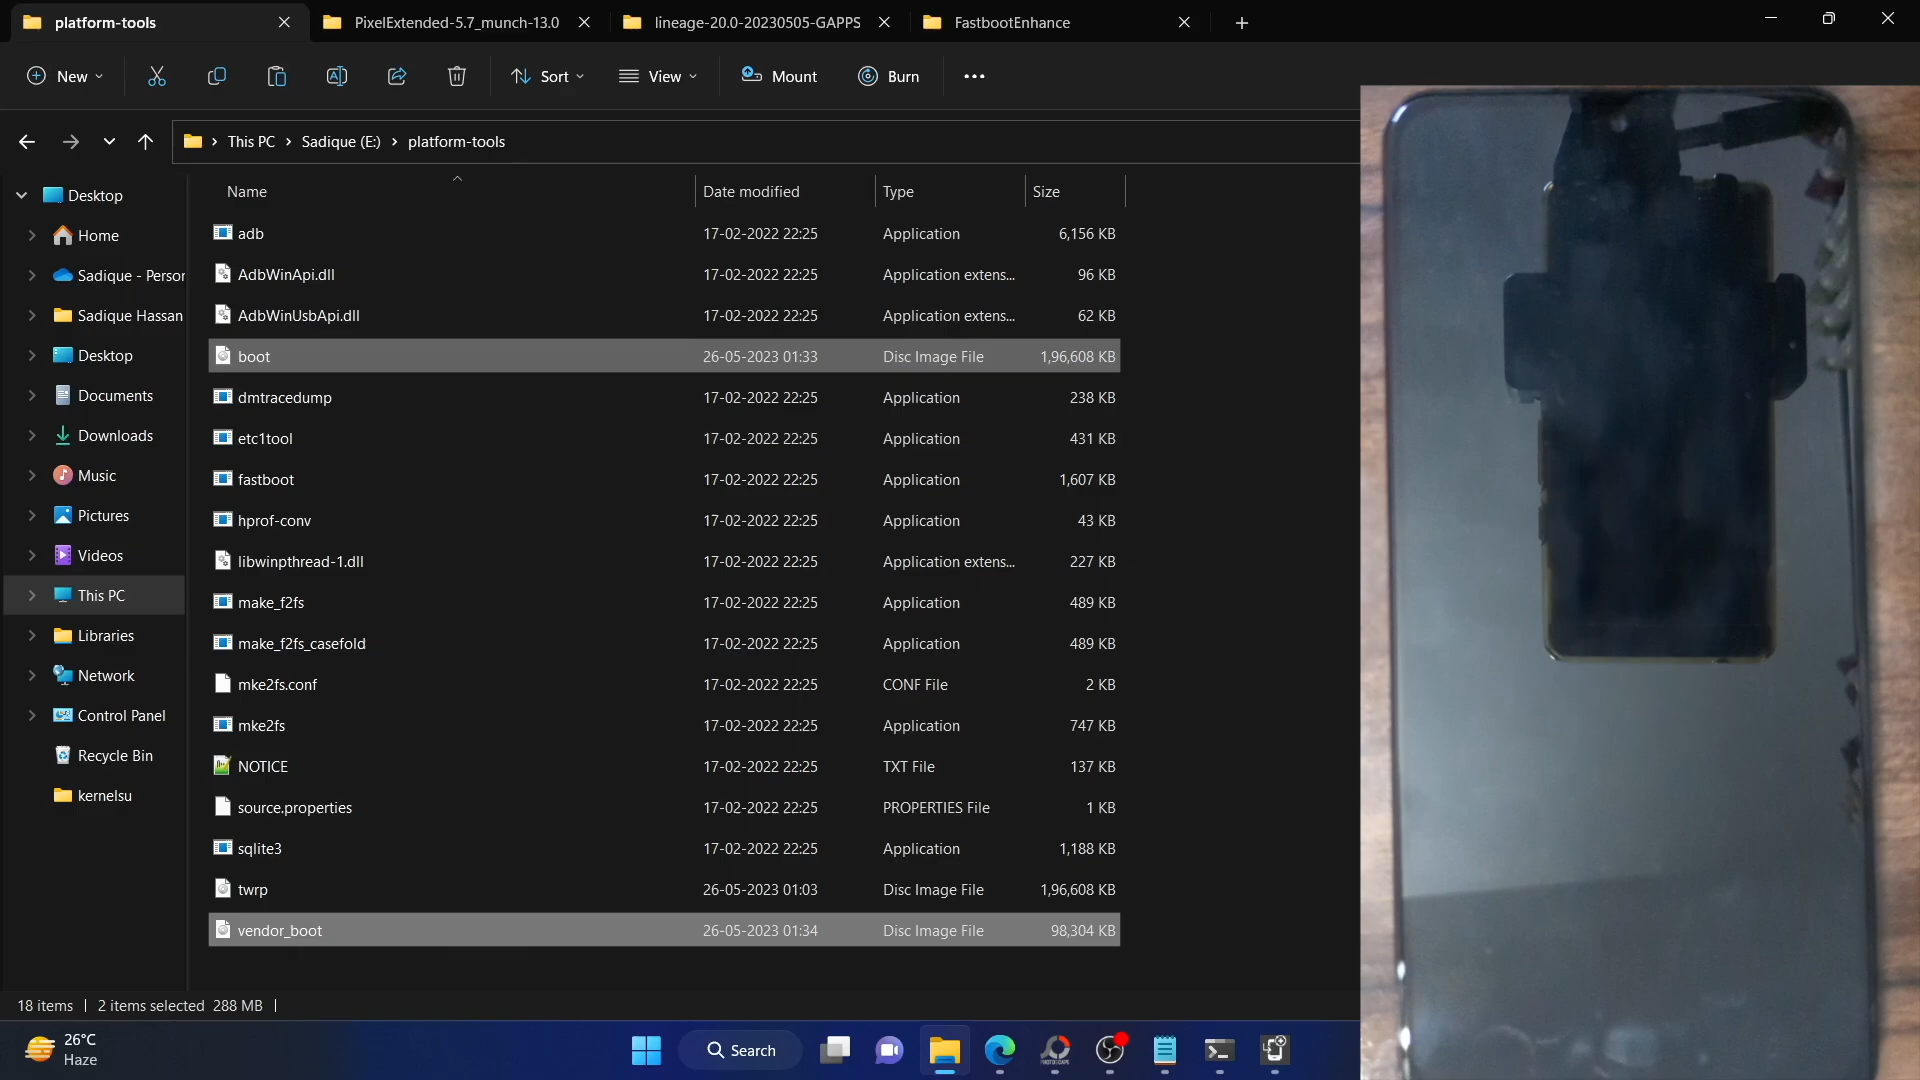 platform-tools
PixelExtended-5.7_munch-13.0
lineage-20.0-20230505-GAPPS
FastbootEnhance
New
Sort
View
Mount
Burn
This PC > Sadique (E:) > platform-tools
Name Date modified Type Size
Desktop
Home
Sadique - Persor
Sadique Hassan
Desktop
Documents
Downloads
Music
Pictures
Videos
This PC
Libraries
Network
Control Panel
Recycle Bin
kernelsu
adb 17-02-2022 22:25 Application 6,156 KB
AdbWinApi.dll 17-02-2022 22:25 Application extens... 96 KB
AdbWinUsbApi.dll 17-02-2022 22:25 Application extens... 62 KB
boot 26-05-2023 01:33 Disc Image File 1,96,608 KB
dmtracedump 17-02-2022 22:25 Application 238 KB
etc1tool 17-02-2022 22:25 Application 431 KB
fastboot 17-02-2022 22:25 Application 1,607 KB
hprof-conv 17-02-2022 22:25 Application 43 KB
libwinpthread-1.dll 17-02-2022 22:25 Application extens... 227 KB
make_f2fs 17-02-2022 22:25 Application 489 KB
make_f2fs_casefold 17-02-2022 22:25 Application 489 KB
mke2fs.conf 17-02-2022 22:25 CONF File 2 KB
mke2fs 17-02-2022 22:25 Application 747 KB
NOTICE 17-02-2022 22:25 TXT File 137 KB
source.properties 17-02-2022 22:25 PROPERTIES File 1 KB
sqlite3 17-02-2022 22:25 Application 1,188 KB
twrp 26-05-2023 01:03 Disc Image File 1,96,608 KB
vendor_boot 26-05-2023 01:34 Disc Image File 98,304 KB
18 items 2 items selected 288 MB
26°C
Haze
Search